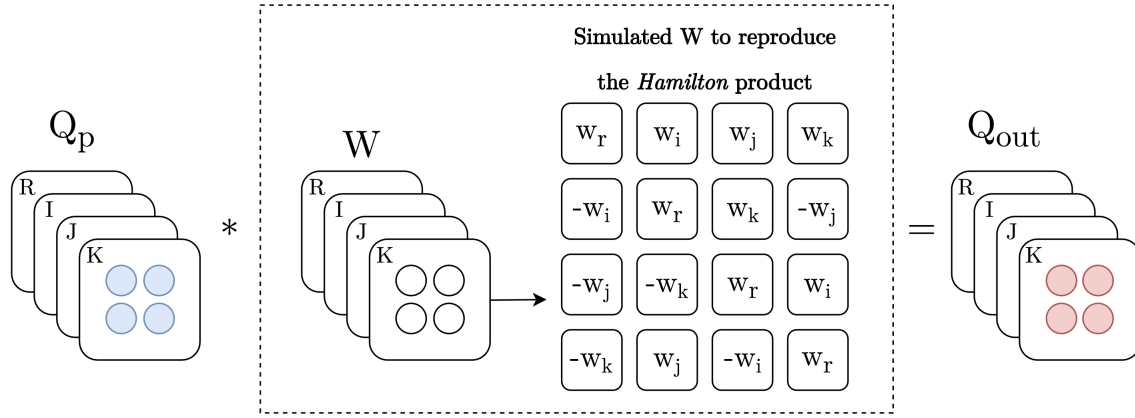 Simulated W to reproduce
the Hamilton product
Qp
W
Qout
R
I
J
K
*
R
I
J
K
wr wi wj wk
-wi wr wk -wj
-wj -wk wr wi
-wk wj -wi wr
=
R
I
J
K